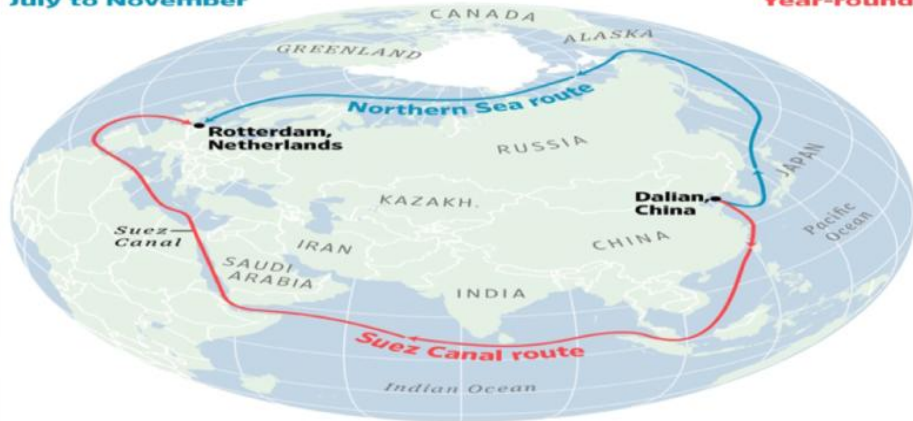 July to November
Year-round
CANADA
ALASKA
GREENLAND
Northern Sea route
Rotterdam,
Netherlands
RUSSIA
JAPAN
KAZAKH.
Dalian,
China
Pacific
Ocean
Suez
Canal
IRAN
CHINA
SAUDI
ARABIA
INDIA
Suez Canal route
Indian Ocean